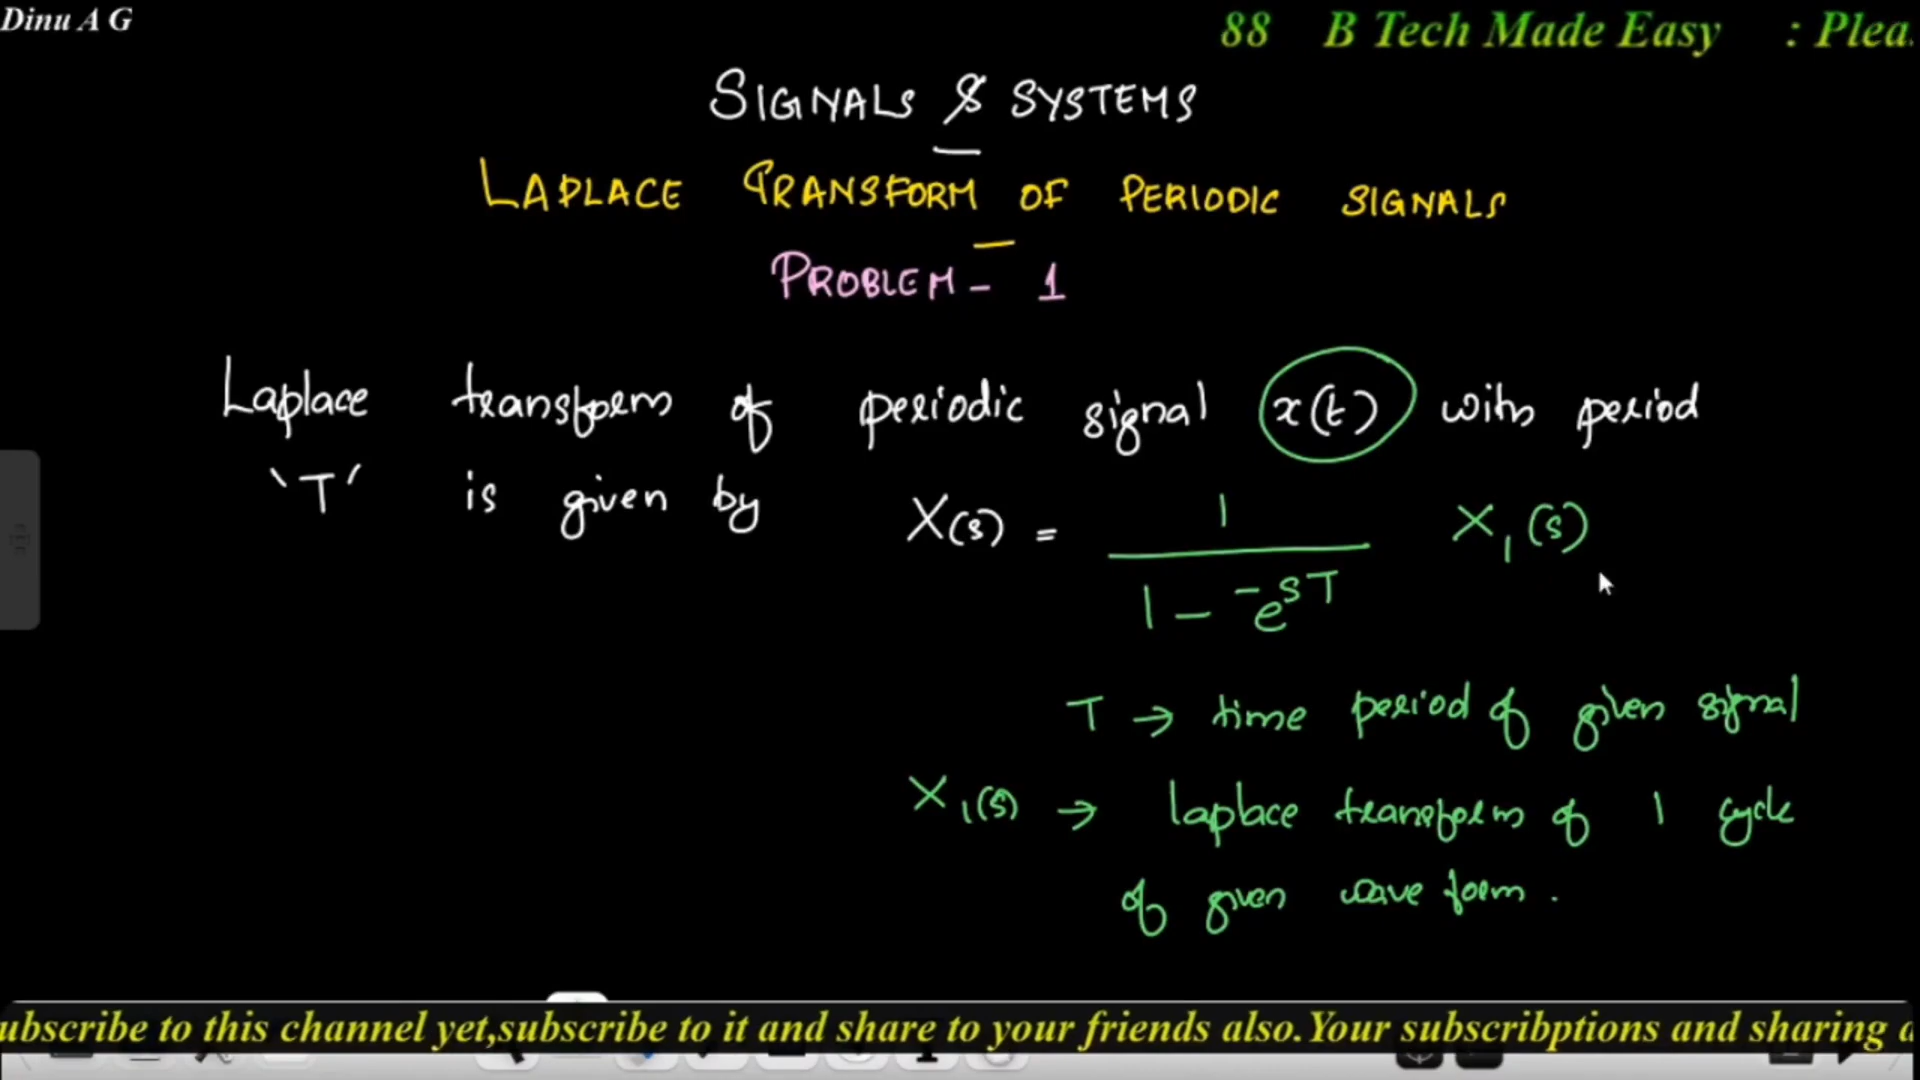 Dinu A G
88 B Tech Made Easy : Plea
SIGNALS & SYSTEMS
LAPLACE TRANSFORM OF PERIODIC SIGNALS
PROBLEM - 1
Laplace transform of periodic signal x(t) with period
'T' is given by X(s) = 1 / 1 - -e^sT X1(s)
T → time period of given signal
X1(s) → laplace transform of 1 cycle
of given wave form.
ubscribe to this channel yet,subscribe to it and share to your friends also.Your subscribptions and sharing a